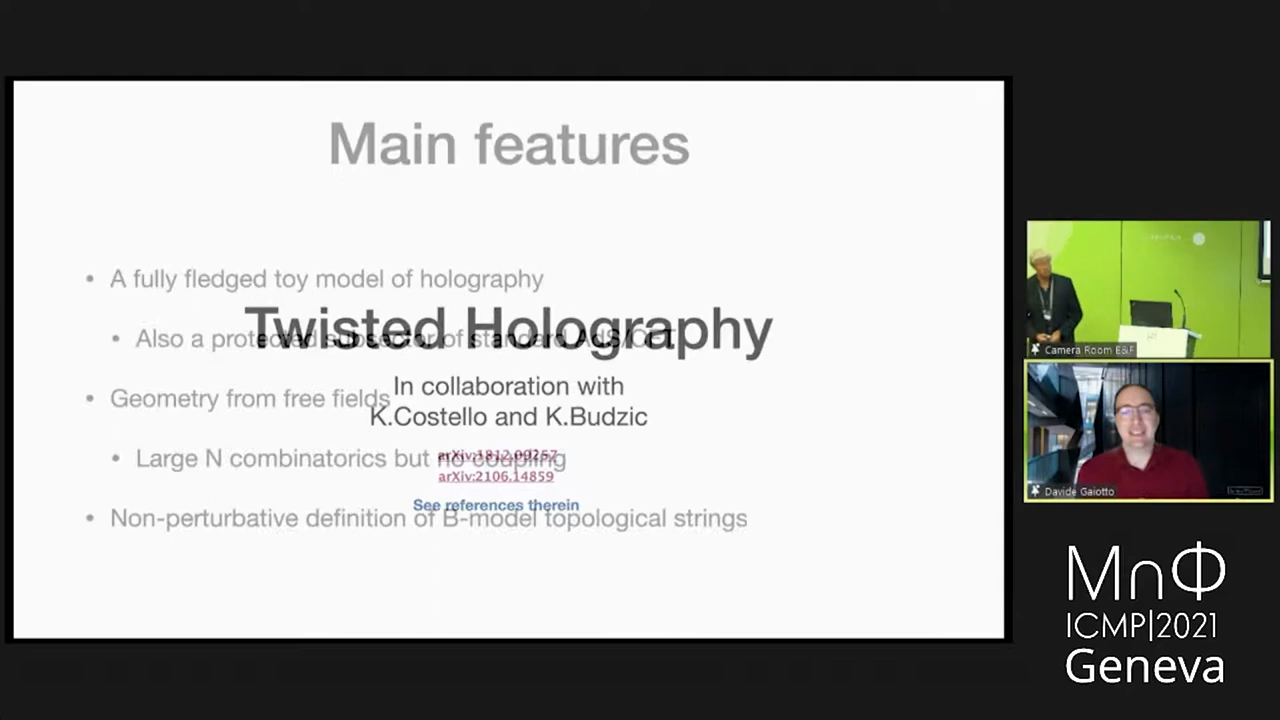 Main features
• A fully fledged toy model of holography
Twisted Holography
• Also a protected subsector of standard AdS/CFT
In collaboration with
• Geometry from free fields
K.Costello and K.Budzic
• Large N combinatorics but no coupling
arXiv:1812.09257
arXiv:2106.14859
See references therein
• Non-perturbative definition of B-model topological strings
Camera Room E&F
Davide Gaiotto
MnΦ
ICMP|2021
Geneva